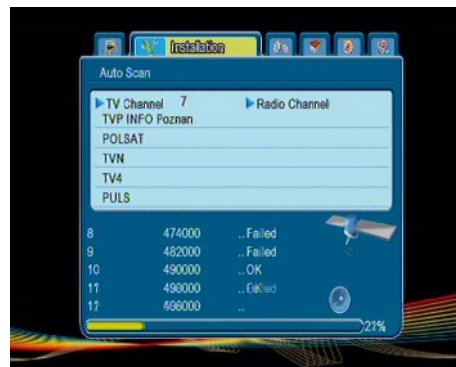 Installation
Auto Scan
TV Channel 7 Radio Channel
TVP INFO Poznan
POLSAT
TVN
TV4
PULS
8 474000 ..Failed
9 482000 ..Failed
10 490000 ..OK
11 498000 ..
12 ..
21%